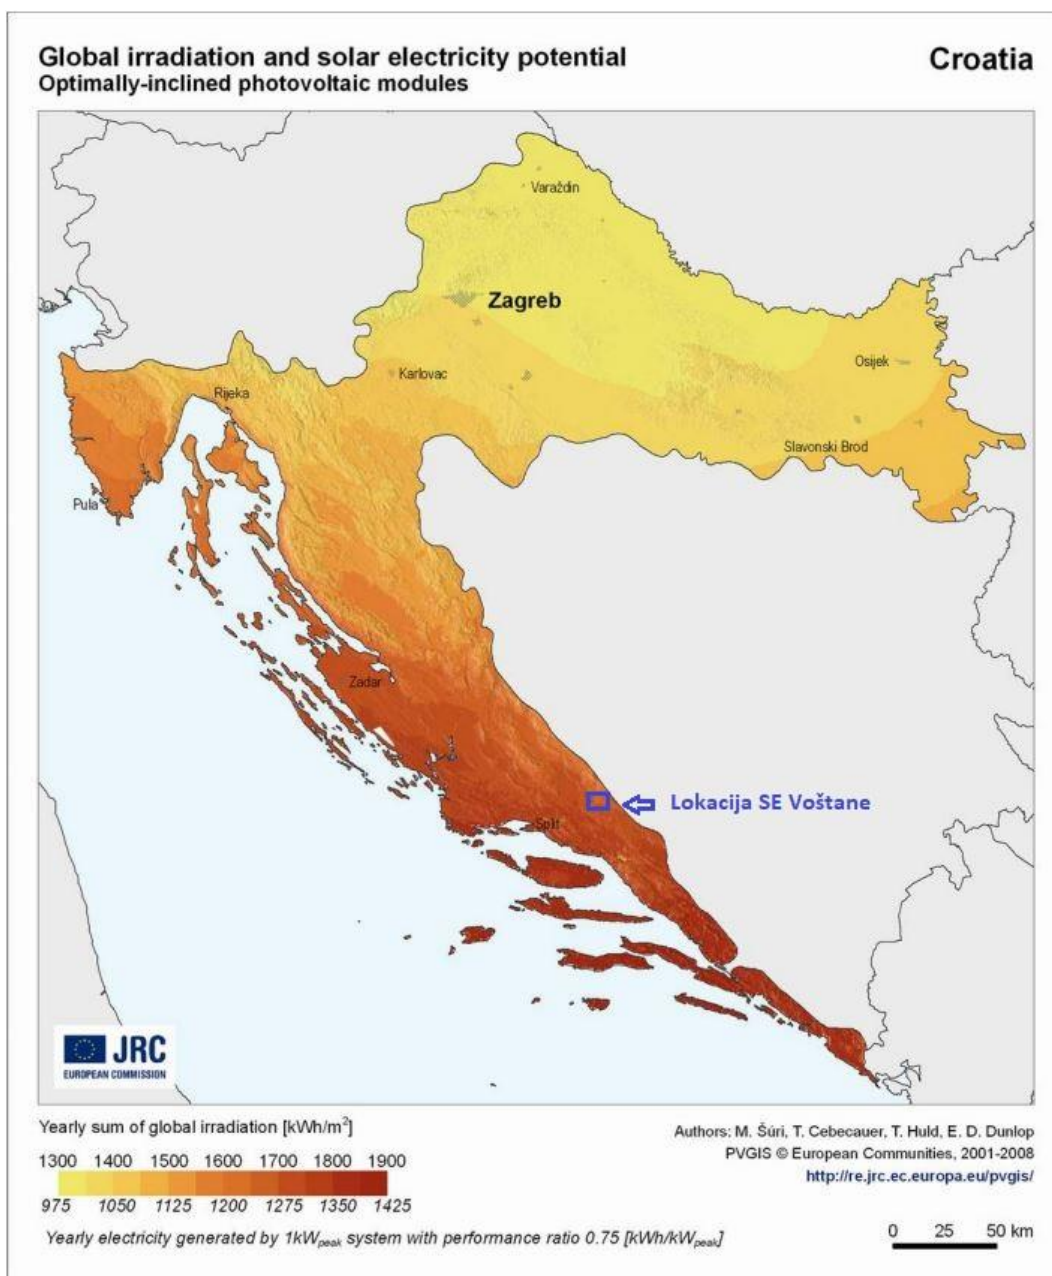 Global irradiation and solar electricity potential
Optimally-inclined photovoltaic modules
Croatia
Varaždin
Zagreb
Osijek
Karlovac
Rijeka
Slavonski Brod
Pula
Zadar
Lokacija SE Voštane
Split
JRC
EUROPEAN COMMISSION
Yearly sum of global irradiation [kWh/m²]
1300 1400 1500 1600 1700 1800 1900
975 1050 1125 1200 1275 1350 1425
Yearly electricity generated by 1kWpeak system with performance ratio 0.75 [kWh/kWpeak]
Authors: M. Šúri, T. Cebecauer, T. Huld, E. D. Dunlop
PVGIS © European Communities, 2001-2008
http://re.jrc.ec.europa.eu/pvgis/
0 25 50 km